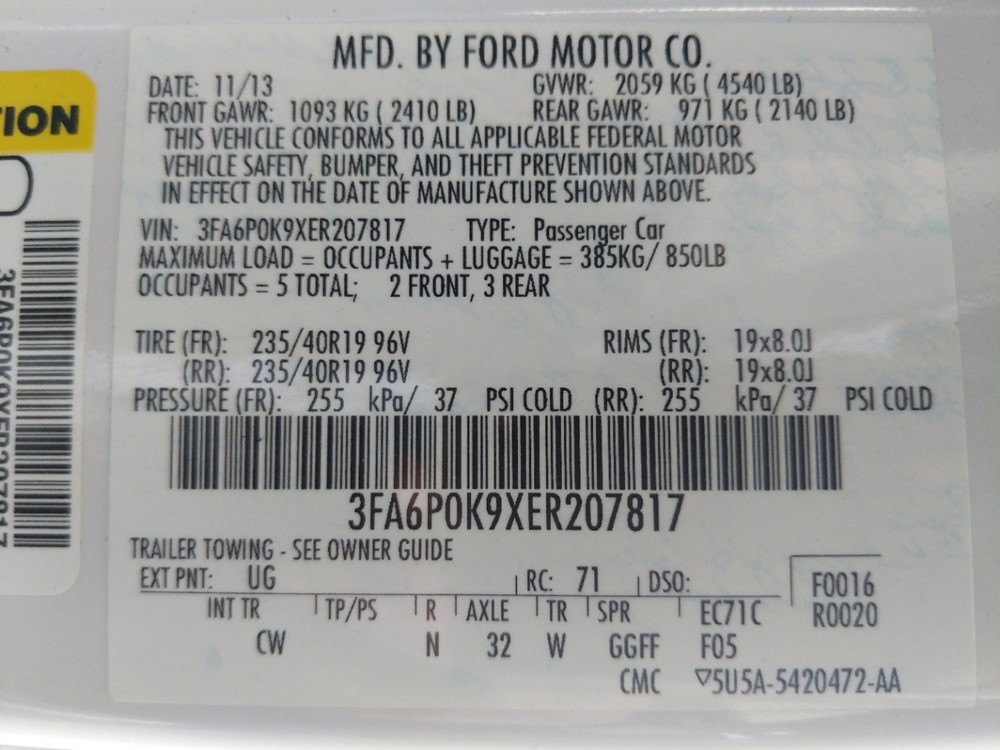 TION
MFD. BY FORD MOTOR CO.
DATE: 11/13 GVWR: 2059 KG ( 4540 LB)
FRONT GAWR: 1093 KG ( 2410 LB) REAR GAWR: 971 KG ( 2140 LB)
THIS VEHICLE CONFORMS TO ALL APPLICABLE FEDERAL MOTOR
VEHICLE SAFETY, BUMPER, AND THEFT PREVENTION STANDARDS
IN EFFECT ON THE DATE OF MANUFACTURE SHOWN ABOVE.
VIN: 3FA6P0K9XER207817 TYPE: Passenger Car
MAXIMUM LOAD = OCCUPANTS + LUGGAGE = 385KG/ 850LB
OCCUPANTS = 5 TOTAL; 2 FRONT, 3 REAR
TIRE (FR): 235/40R19 96V RIMS (FR): 19x8.0J
(RR): 235/40R19 96V (RR): 19x8.0J
PRESSURE (FR): 255 kPa/ 37 PSI COLD (RR): 255 kPa/ 37 PSI COLD
3FA6P0K9XER207817
TRAILER TOWING - SEE OWNER GUIDE
EXT PNT: UG RC: 71 DSO: F0016
INT TR TP/PS R AXLE TR SPR EC71C R0020
CW N 32 W GGFF F05
CMC ▽5U5A-5420472-AA
3FA6P0K9XER207817